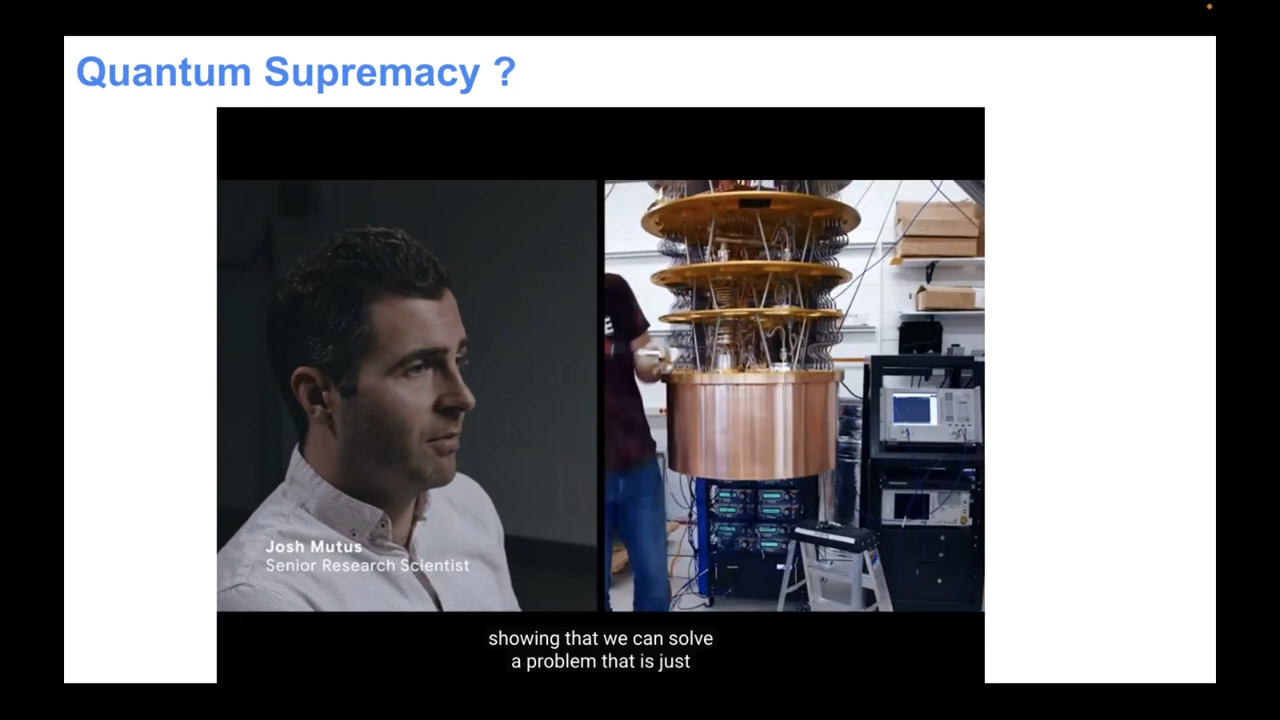 Quantum Supremacy ?
Josh Mutus
Senior Research Scientist
showing that we can solve
a problem that is just